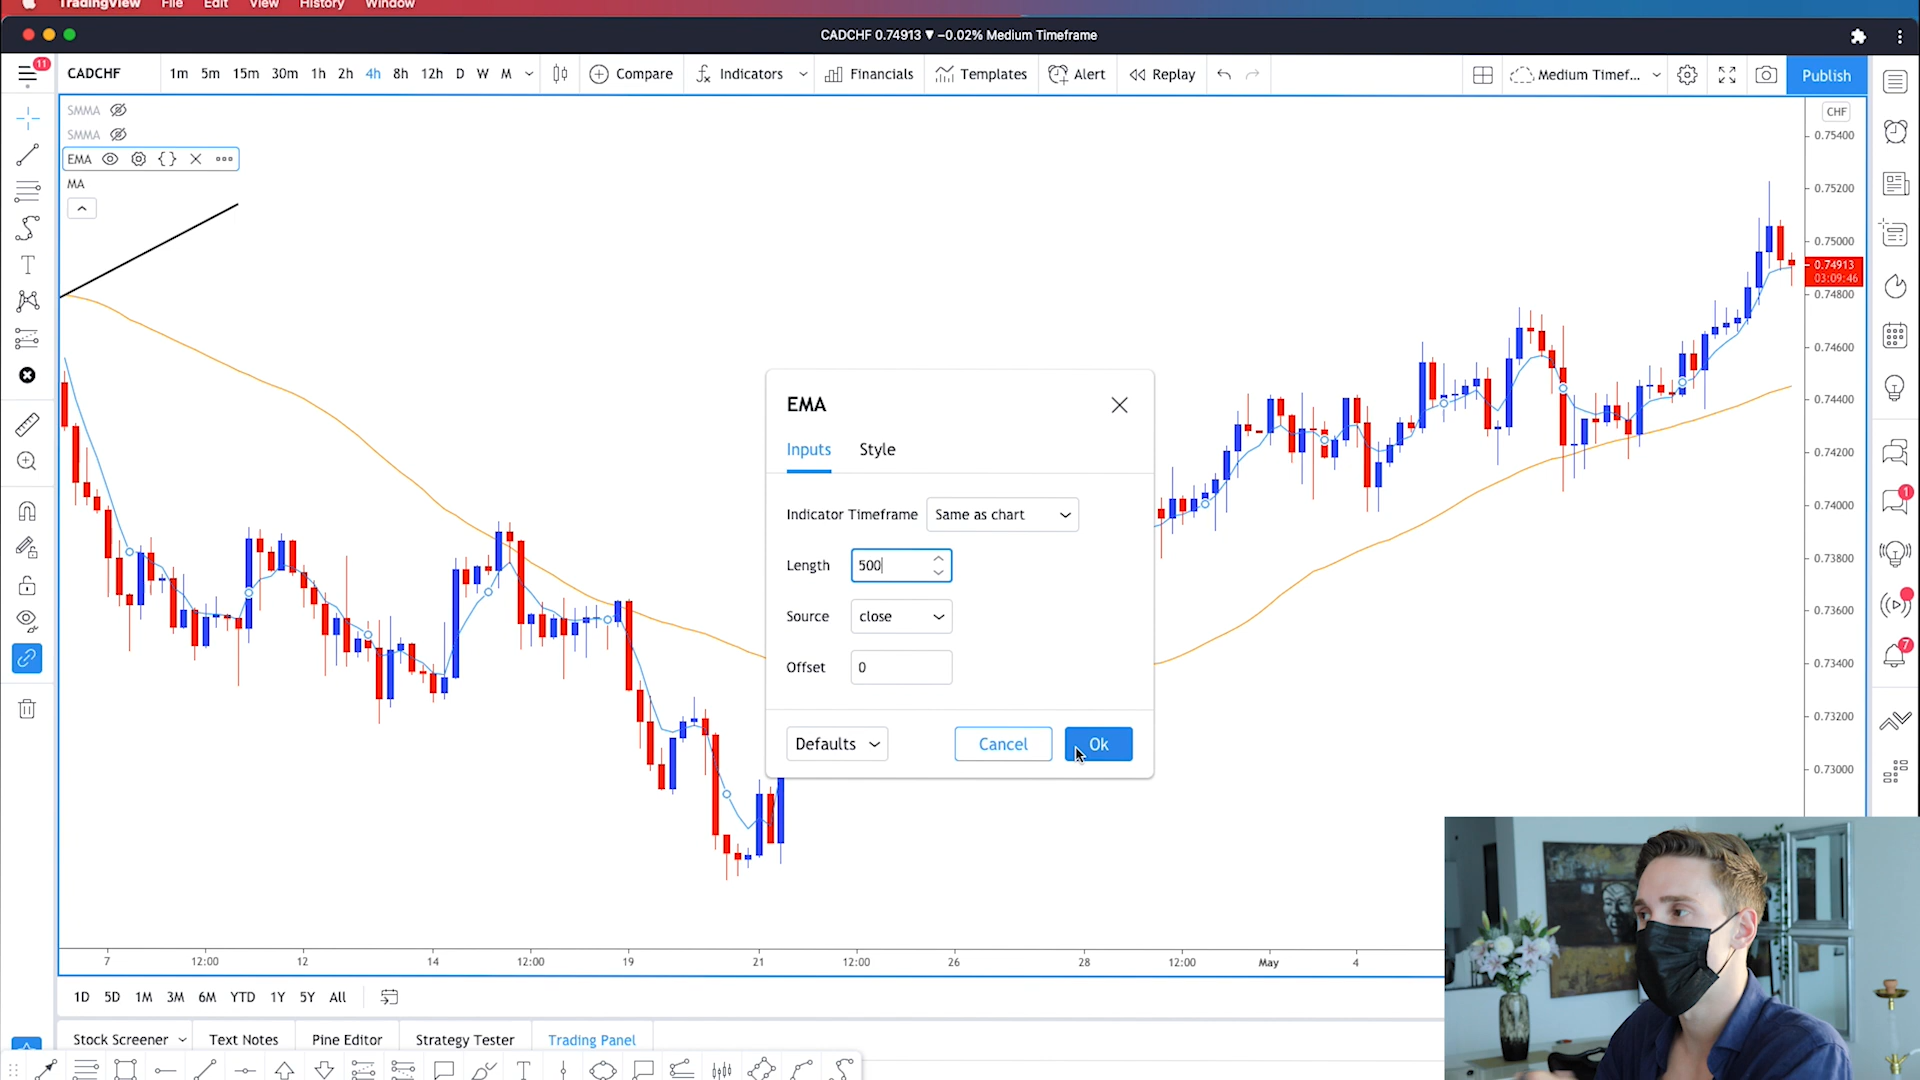 TradingView File Edit View History Window
CADCHF 0.74913 ▼ −0.02% Medium Timeframe
11
CADCHF 1m 5m 15m 30m 1h 2h 4h 8h 12h D W M Compare Indicators Financials Templates Alert Replay Medium Timef... Publish
SMMA
SMMA
EMA
MA
CHF
0.75400
0.75200
0.75000
0.74913
03:09:46
0.74800
0.74600
0.74400
0.74200
0.74000
0.73800
0.73600
0.73400
0.73200
0.73000
1
7
EMA
Inputs Style
Indicator Timeframe Same as chart
Length 500
Source close
Offset 0
Defaults Cancel Ok
7 12:00 12 14 12:00 19 21 12:00 26 28 12:00 May 4
1D 5D 1M 3M 6M YTD 1Y 5Y All
Stock Screener Text Notes Pine Editor Strategy Tester Trading Panel